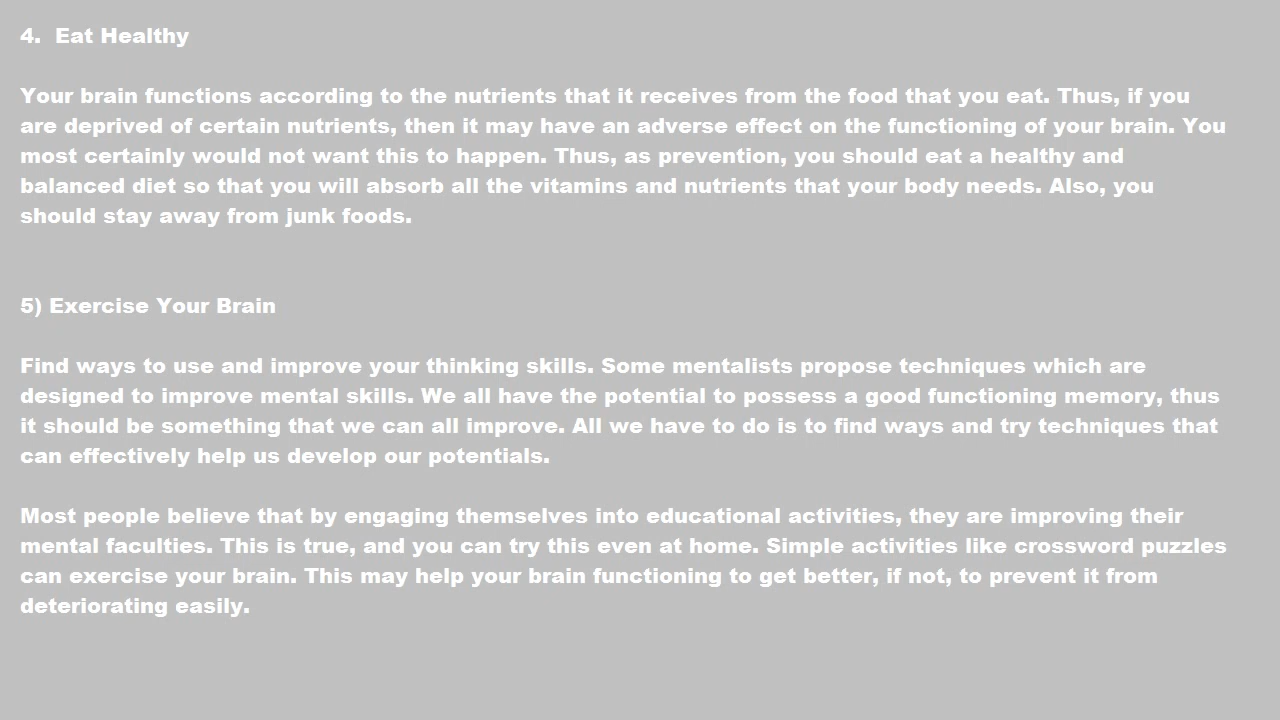 4.  Eat Healthy
Your brain functions according to the nutrients that it receives from the food that you eat. Thus, if you
are deprived of certain nutrients, then it may have an adverse effect on the functioning of your brain. You
most certainly would not want this to happen. Thus, as prevention, you should eat a healthy and
balanced diet so that you will absorb all the vitamins and nutrients that your body needs. Also, you
should stay away from junk foods.
5) Exercise Your Brain
Find ways to use and improve your thinking skills. Some mentalists propose techniques which are
designed to improve mental skills. We all have the potential to possess a good functioning memory, thus
it should be something that we can all improve. All we have to do is to find ways and try techniques that
can effectively help us develop our potentials.
Most people believe that by engaging themselves into educational activities, they are improving their
mental faculties. This is true, and you can try this even at home. Simple activities like crossword puzzles
can exercise your brain. This may help your brain functioning to get better, if not, to prevent it from
deteriorating easily.